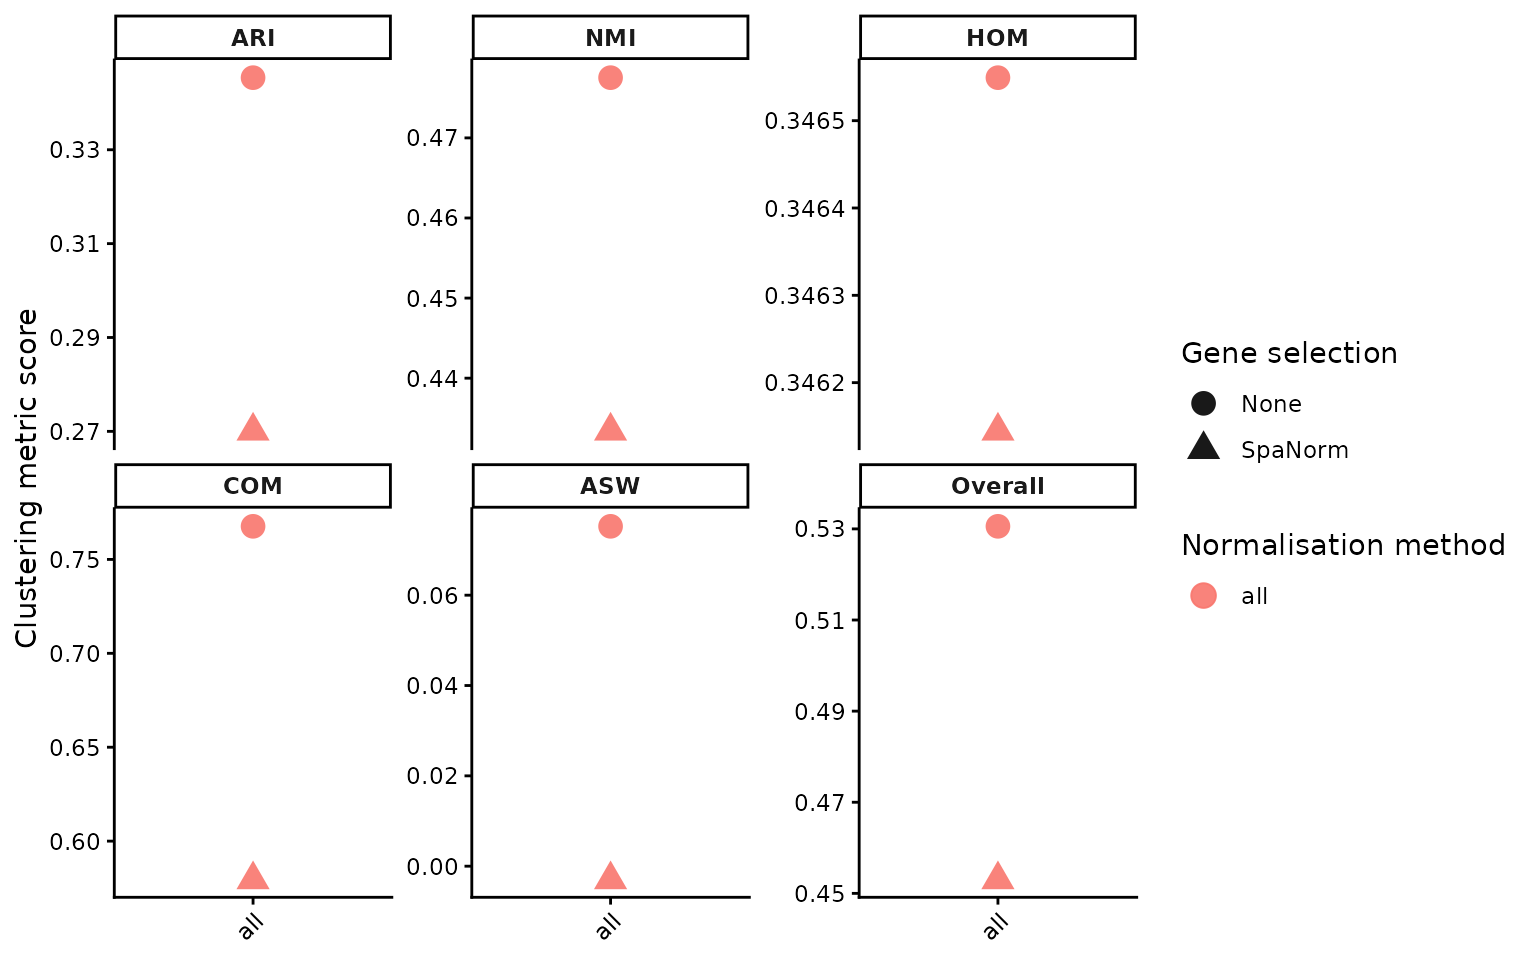 Clustering metric score
ARI
0.33
0.31
0.29
0.27
NMI
0.47
0.46
0.45
0.44
HOM
0.3465
0.3464
0.3463
0.3462
COM
0.75
0.70
0.65
0.60
all
ASW
0.06
0.04
0.02
0.00
all
Overall
0.53
0.51
0.49
0.47
0.45
all
Gene selection
None
SpaNorm
Normalisation method
all